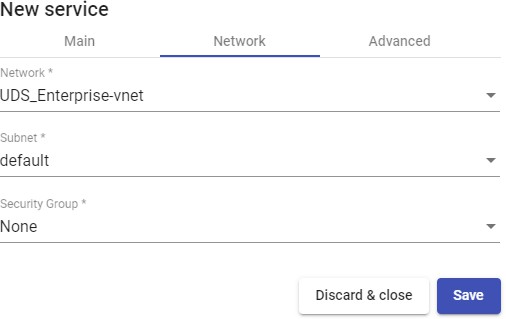 New service
Main Network Advanced
Network *
UDS_Enterprise-vnet
Subnet *
default
Security Group *
None
Discard & close Save